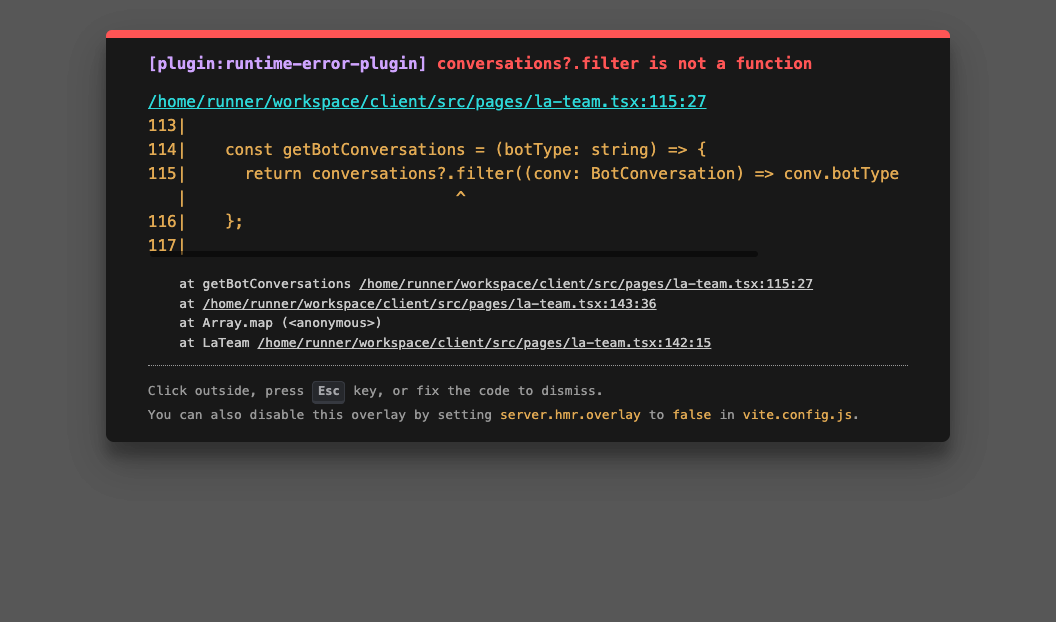 [plugin:runtime-error-plugin] conversations?.filter is not a function
/home/runner/workspace/client/src/pages/la-team.tsx:115:27
113|
114|    const getBotConversations = (botType: string) => {
115|      return conversations?.filter((conv: BotConversation) => conv.botType
   |                            ^
116|    };
117|
at getBotConversations /home/runner/workspace/client/src/pages/la-team.tsx:115:27
at /home/runner/workspace/client/src/pages/la-team.tsx:143:36
at Array.map (<anonymous>)
at LaTeam /home/runner/workspace/client/src/pages/la-team.tsx:142:15
Click outside, press Esc key, or fix the code to dismiss.
You can also disable this overlay by setting server.hmr.overlay to false in vite.config.js.